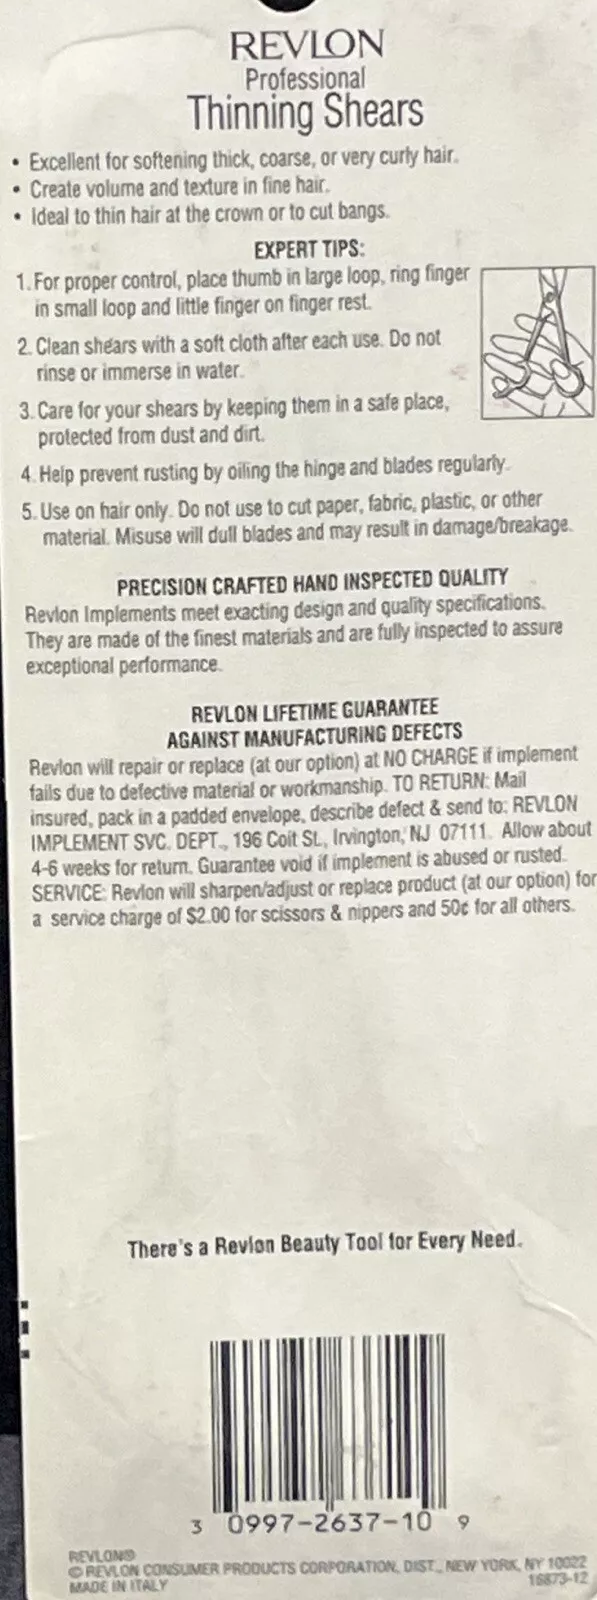 REVLON
Professional
Thinning Shears
• Excellent for softening thick, coarse, or very curly hair.
• Create volume and texture in fine hair.
• Ideal to thin hair at the crown or to cut bangs.
EXPERT TIPS:
1. For proper control, place thumb in large loop, ring finger
in small loop and little finger on finger rest.
2. Clean shears with a soft cloth after each use. Do not
rinse or immerse in water.
3. Care for your shears by keeping them in a safe place,
protected from dust and dirt.
4. Help prevent rusting by oiling the hinge and blades regularly.
5. Use on hair only. Do not use to cut paper, fabric, plastic, or other
material. Misuse will dull blades and may result in damage/breakage.
PRECISION CRAFTED HAND INSPECTED QUALITY
Revlon Implements meet exacting design and quality specifications.
They are made of the finest materials and are fully inspected to assure
exceptional performance.
REVLON LIFETIME GUARANTEE
AGAINST MANUFACTURING DEFECTS
Revlon will repair or replace (at our option) at NO CHARGE if implement
fails due to defective material or workmanship. TO RETURN: Mail
insured, pack in a padded envelope, describe defect & send to: REVLON
IMPLEMENT SVC. DEPT., 196 Coit St., Irvington, NJ 07111. Allow about
4-6 weeks for return. Guarantee void if implement is abused or rusted.
SERVICE: Revlon will sharpen/adjust or replace product (at our option) for
a service charge of $2.00 for scissors & nippers and 50¢ for all others.
There's a Revlon Beauty Tool for Every Need.
3 0997-2637-10 9
REVLON®
© REVLON CONSUMER PRODUCTS CORPORATION, DIST., NEW YORK, NY 10022
MADE IN ITALY 16873-12